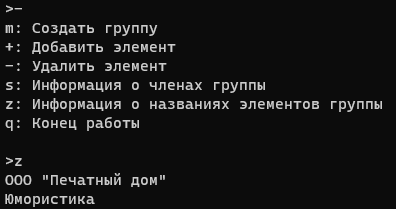 >-
m: Создать группу
+: Добавить элемент
-: Удалить элемент
s: Информация о членах группы
z: Информация о названиях элементов группы
q: Конец работы
>z
ООО "Печатный дом"
Юмористика